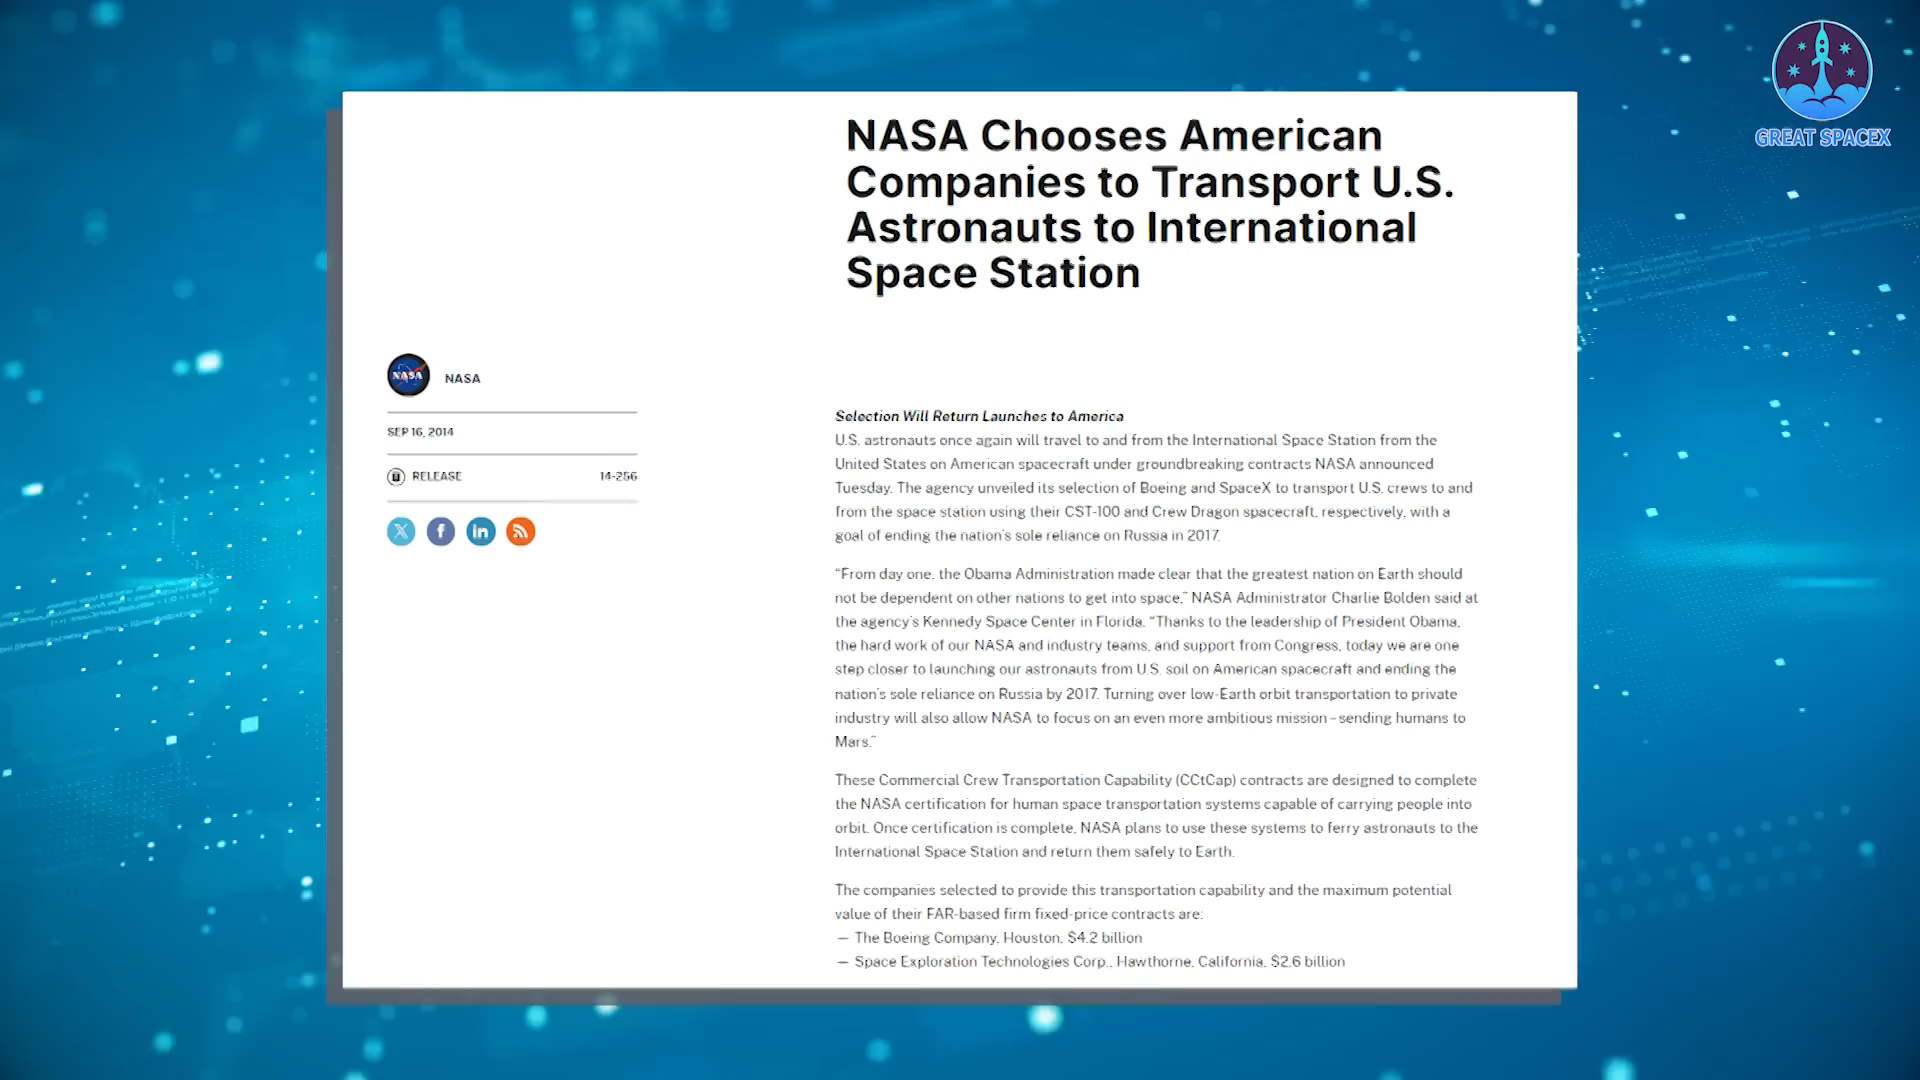 GREAT SPACEX
NASA Chooses American
Companies to Transport U.S.
Astronauts to International
Space Station
NASA
NASA
SEP 16, 2014
RELEASE 14-256
Selection Will Return Launches to America
U.S. astronauts once again will travel to and from the International Space Station from the
United States on American spacecraft under groundbreaking contracts NASA announced
Tuesday. The agency unveiled its selection of Boeing and SpaceX to transport U.S. crews to and
from the space station using their CST-100 and Crew Dragon spacecraft, respectively, with a
goal of ending the nation's sole reliance on Russia in 2017.
“From day one, the Obama Administration made clear that the greatest nation on Earth should
not be dependent on other nations to get into space,” NASA Administrator Charlie Bolden said at
the agency's Kennedy Space Center in Florida. “Thanks to the leadership of President Obama,
the hard work of our NASA and industry teams, and support from Congress, today we are one
step closer to launching our astronauts from U.S. soil on American spacecraft and ending the
nation's sole reliance on Russia by 2017. Turning over low-Earth orbit transportation to private
industry will also allow NASA to focus on an even more ambitious mission – sending humans to
Mars.”
These Commercial Crew Transportation Capability (CCtCap) contracts are designed to complete
the NASA certification for human space transportation systems capable of carrying people into
orbit. Once certification is complete, NASA plans to use these systems to ferry astronauts to the
International Space Station and return them safely to Earth.
The companies selected to provide this transportation capability and the maximum potential
value of their FAR-based firm fixed-price contracts are:
— The Boeing Company, Houston, $4.2 billion
— Space Exploration Technologies Corp., Hawthorne, California, $2.6 billion